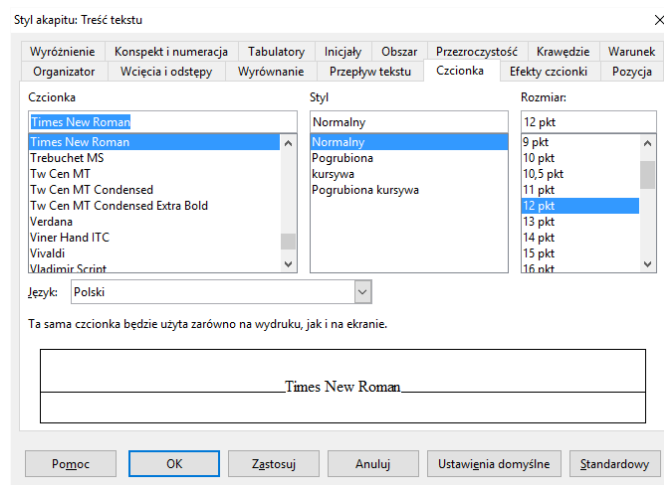 Styl akapitu: Treść tekstu
Wyróżnienie Konspekt i numeracja Tabulatory Inicjały Obszar Przezroczystość Krawędzie Warunek
Organizator Wcięcia i odstępy Wyrównanie Przepływ tekstu Czcionka Efekty czcionki Pozycja
Czcionka Styl Rozmiar:
Times New Roman Normalny 12 pkt
Times New Roman Normalny 9 pkt
Trebuchet MS Pogrubiona 10 pkt
Tw Cen MT kursywa 10,5 pkt
Tw Cen MT Condensed Pogrubiona kursywa 11 pkt
Tw Cen MT Condensed Extra Bold 12 pkt
Verdana 13 pkt
Viner Hand ITC 14 pkt
Vivaldi 15 pkt
Vladimir Script 16 pkt
Język: Polski
Ta sama czcionka będzie użyta zarówno na wydruku, jak i na ekranie.
Times New Roman
Pomoc OK Zastosuj Anuluj Ustawienia domyślne Standardowy